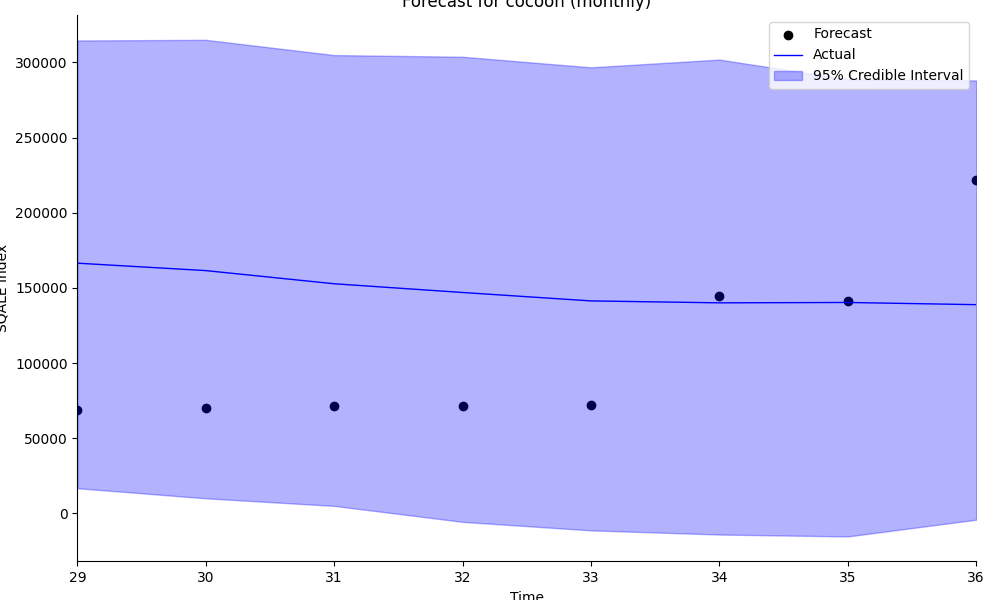 Forecast for cocoon (monthly)
Forecast
Actual
95% Credible Interval
300000
250000
200000
150000
100000
50000
0
SQALE Index
29 30 31 32 33 34 35 36
Time